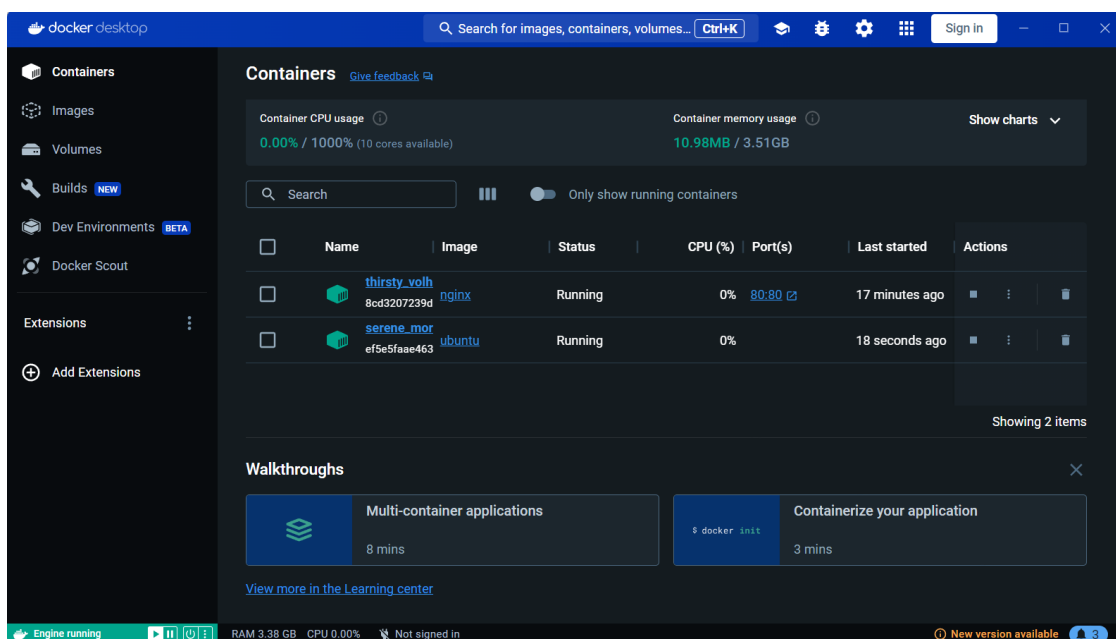 docker desktop
Search for images, containers, volumes... Ctrl+K
Sign in
Containers
Images
Volumes
Builds NEW
Dev Environments BETA
Docker Scout
Extensions
Add Extensions
Containers Give feedback
Container CPU usage
0.00% / 1000% (10 cores available)
Container memory usage
10.98MB / 3.51GB
Show charts
Search
Only show running containers
Name Image Status CPU (%) Port(s) Last started Actions
thirsty_volh
8cd3207239d
nginx Running 0% 80:80 17 minutes ago
serene_mor
ef5e5faae463
ubuntu Running 0% 18 seconds ago
Showing 2 items
Walkthroughs
Multi-container applications
8 mins
$ docker init
Containerize your application
3 mins
View more in the Learning center
Engine running
RAM 3.38 GB CPU 0.00% Not signed in
New version available 3